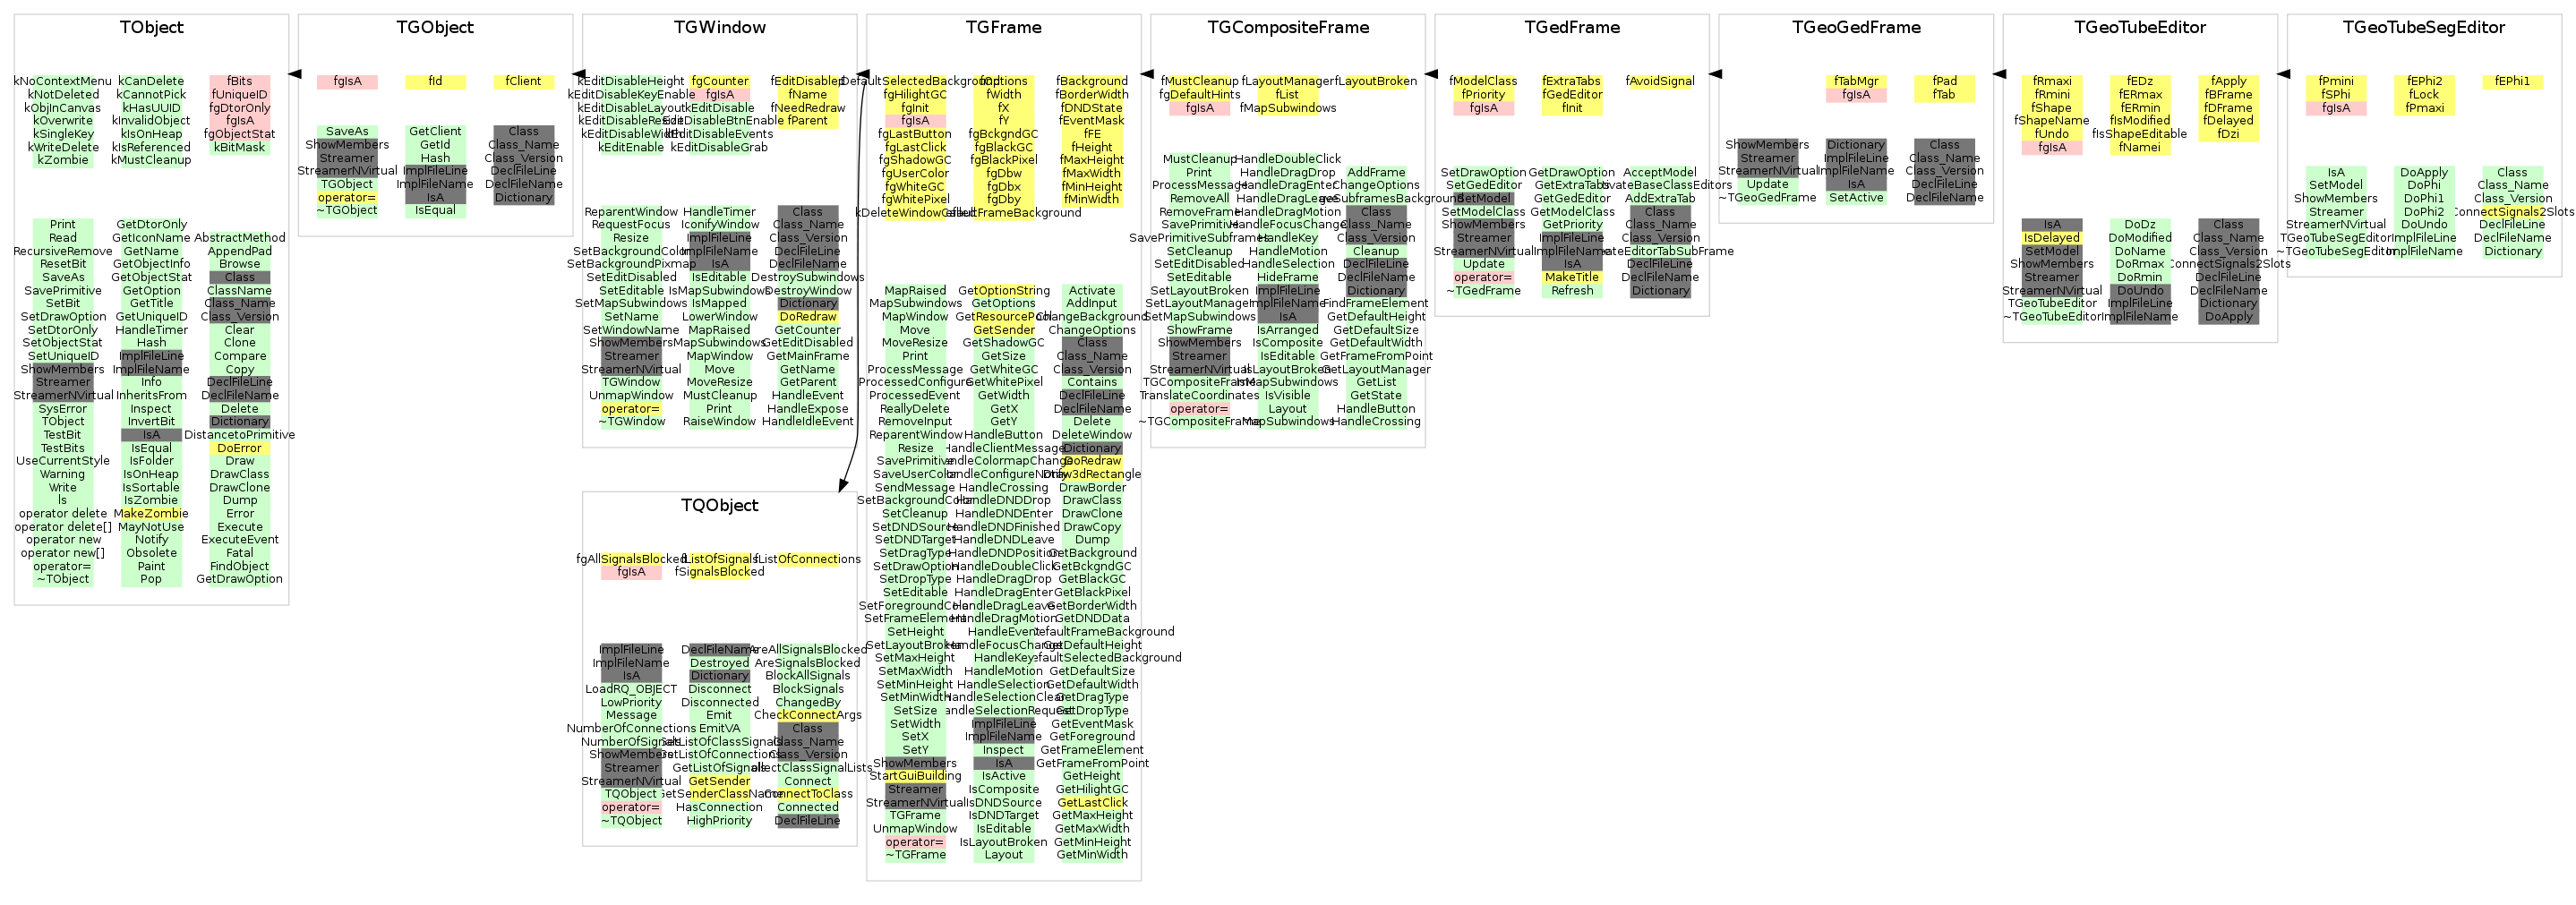 TObject
kNoContextMenu
kNotDeleted
kObjInCanvas
kOverwrite
kSingleKey
kWriteDelete
kZombie
kCanDelete
kCannotPick
kHasUUID
kInvalidObject
kIsOnHeap
kIsReferenced
kMustCleanup
fBits
fUniqueID
fgDtorOnly
fgIsA
fgObjectStat
kBitMask
Print
Read
RecursiveRemove
ResetBit
SaveAs
SavePrimitive
SetBit
SetDrawOption
SetDtorOnly
SetObjectStat
SetUniqueID
ShowMembers
Streamer
StreamerNVirtual
SysError
TObject
TestBit
TestBits
UseCurrentStyle
Warning
Write
ls
operator delete
operator delete[]
operator new
operator new[]
operator=
~TObject
GetDtorOnly
GetIconName
GetName
GetObjectInfo
GetObjectStat
GetOption
GetTitle
GetUniqueID
HandleTimer
Hash
ImplFileLine
ImplFileName
Info
InheritsFrom
Inspect
InvertBit
IsA
IsEqual
IsFolder
IsOnHeap
IsSortable
IsZombie
MakeZombie
MayNotUse
Notify
Obsolete
Paint
Pop
AbstractMethod
AppendPad
Browse
Class
ClassName
Class_Name
Class_Version
Clear
Clone
Compare
Copy
DeclFileLine
DeclFileName
Delete
Dictionary
DistancetoPrimitive
DoError
Draw
DrawClass
DrawClone
Dump
Error
Execute
ExecuteEvent
Fatal
FindObject
GetDrawOption
TGObject
fgIsA
fId
fClient
SaveAs
ShowMembers
Streamer
StreamerNVirtual
TGObject
operator=
~TGObject
GetClient
GetId
Hash
ImplFileLine
ImplFileName
IsA
IsEqual
Class
Class_Name
Class_Version
DeclFileLine
DeclFileName
Dictionary
TGWindow
kEditDisableHeight
kEditDisableKeyEnable
kEditDisableLayout
kEditDisableResize
kEditDisableWidth
kEditEnable
fgCounter
fgIsA
kEditDisable
kEditDisableBtnEnable
kEditDisableEvents
kEditDisableGrab
fEditDisabled
fName
fNeedRedraw
fParent
ReparentWindow
RequestFocus
Resize
SetBackgroundColor
SetBackgroundPixmap
SetEditDisabled
SetEditable
SetMapSubwindows
SetName
SetWindowName
ShowMembers
Streamer
StreamerNVirtual
TGWindow
UnmapWindow
operator=
~TGWindow
HandleTimer
IconifyWindow
ImplFileLine
ImplFileName
IsA
IsEditable
IsMapSubwindows
IsMapped
LowerWindow
MapRaised
MapSubwindows
MapWindow
Move
MoveResize
MustCleanup
Print
RaiseWindow
Class
Class_Name
Class_Version
DeclFileLine
DeclFileName
DestroySubwindows
DestroyWindow
Dictionary
DoRedraw
GetCounter
GetEditDisabled
GetMainFrame
GetName
GetParent
HandleEvent
HandleExpose
HandleIdleEvent
TQObject
fgAllSignalsBlocked
fgIsA
fListOfSignals
fSignalsBlocked
fListOfConnections
ImplFileLine
ImplFileName
IsA
LoadRQ_OBJECT
LowPriority
Message
NumberOfConnections
NumberOfSignals
ShowMembers
Streamer
StreamerNVirtual
TQObject
operator=
~TQObject
DeclFileName
Destroyed
Dictionary
Disconnect
Disconnected
Emit
EmitVA
GetListOfClassSignals
GetListOfConnections
GetListOfSignals
GetSender
GetSenderClassName
HasConnection
HighPriority
AreAllSignalsBlocked
AreSignalsBlocked
BlockAllSignals
BlockSignals
ChangedBy
CheckConnectArgs
Class
Class_Name
Class_Version
ollectClassSignalLists
Connect
ConnectToClass
Connected
DeclFileLine
TGFrame
fgHilightGC
fgInit
fgIsA
fgLastButton
fgLastClick
fgShadowGC
fgUserColor
fgWhiteGC
fgWhitePixel
fOptions
fWidth
fX
fY
fgBckgndGC
fgBlackGC
fgBlackPixel
fgDbw
fgDbx
fgDby
fBackground
fBorderWidth
fDNDState
fEventMask
fFE
fHeight
fMaxHeight
fMaxWidth
fMinHeight
fMinWidth
MapRaised
MapSubwindows
MapWindow
Move
MoveResize
Print
ProcessMessage
ProcessedConfigure
ProcessedEvent
ReallyDelete
RemoveInput
ReparentWindow
Resize
SavePrimitive
SaveUserColor
SendMessage
SetBackgroundColor
SetCleanup
SetDNDSource
SetDNDTarget
SetDragType
SetDrawOption
SetDropType
SetEditable
SetForegroundColor
SetFrameElement
SetHeight
SetLayoutBroken
SetMaxHeight
SetMaxWidth
SetMinHeight
SetMinWidth
SetSize
SetWidth
SetX
SetY
ShowMembers
StartGuiBuilding
Streamer
StreamerNVirtual
TGFrame
UnmapWindow
operator=
~TGFrame
GetOptionString
GetOptions
GetResourcePool
GetSender
GetShadowGC
GetSize
GetWhiteGC
GetWhitePixel
GetWidth
GetX
GetY
HandleButton
HandleClientMessage
HandleCrossing
HandleDNDDrop
HandleDNDEnter
HandleDNDFinished
HandleDNDLeave
HandleDNDPosition
HandleDoubleClick
HandleDragDrop
HandleDragEnter
HandleDragLeave
HandleDragMotion
HandleEvent
HandleFocusChange
HandleKey
HandleMotion
HandleSelection
HandleSelectionClear
andleSelectionRequest
ImplFileLine
ImplFileName
Inspect
IsA
IsActive
IsComposite
IsDNDSource
IsDNDTarget
IsEditable
IsLayoutBroken
Layout
Activate
AddInput
ChangeBackground
ChangeOptions
Class
Class_Name
Class_Version
Contains
DeclFileLine
DeclFileName
Delete
DeleteWindow
Dictionary
DoRedraw
Draw3dRectangle
DrawBorder
DrawClass
DrawClone
DrawCopy
Dump
GetBackground
GetBckgndGC
GetBlackGC
GetBlackPixel
GetBorderWidth
GetDNDData
efaultFrameBackground
GetDefaultHeight
efaultSelectedBackground
GetDefaultSize
GetDefaultWidth
GetDragType
GetDropType
GetEventMask
GetForeground
GetFrameElement
GetFrameFromPoint
GetHeight
GetHilightGC
GetLastClick
GetMaxHeight
GetMaxWidth
GetMinHeight
GetMinWidth
TGCompositeFrame
fMustCleanup
fgDefaultHints
fgIsA
fLayoutManager
fList
fMapSubwindows
fLayoutBroken
MustCleanup
Print
ProcessMessage
RemoveAll
RemoveFrame
SavePrimitive
SavePrimitiveSubframes
SetCleanup
SetEditDisabled
SetEditable
SetLayoutBroken
SetLayoutManager
SetMapSubwindows
ShowFrame
ShowMembers
Streamer
StreamerNVirtual
TGCompositeFrame
TranslateCoordinates
operator=
~TGCompositeFrame
HandleDoubleClick
HandleDragDrop
HandleDragEnter
HandleDragLeave
HandleDragMotion
HandleFocusChange
HandleKey
HandleMotion
HandleSelection
HideFrame
ImplFileLine
ImplFileName
IsA
IsArranged
IsComposite
IsEditable
IsLayoutBroken
IsMapSubwindows
IsVisible
Layout
MapSubwindows
AddFrame
ChangeOptions
Class
Class_Name
Class_Version
Cleanup
DeclFileLine
DeclFileName
Dictionary
FindFrameElement
GetDefaultHeight
GetDefaultSize
GetDefaultWidth
GetFrameFromPoint
GetLayoutManager
GetList
GetState
HandleButton
HandleCrossing
TGedFrame
fModelClass
fPriority
fgIsA
fExtraTabs
fGedEditor
fInit
fAvoidSignal
SetDrawOption
SetGedEditor
SetModel
SetModelClass
ShowMembers
Streamer
StreamerNVirtual
Update
operator=
~TGedFrame
GetDrawOption
GetExtraTabs
GetGedEditor
GetModelClass
GetPriority
ImplFileLine
ImplFileName
IsA
MakeTitle
Refresh
AcceptModel
ivateBaseClassEditors
AddExtraTab
Class
Class_Name
Class_Version
ateEditorTabSubFrame
DeclFileLine
DeclFileName
Dictionary
TGeoGedFrame
fTabMgr
fgIsA
fPad
fTab
ShowMembers
Streamer
StreamerNVirtual
Update
~TGeoGedFrame
Dictionary
ImplFileLine
ImplFileName
IsA
SetActive
Class
Class_Name
Class_Version
DeclFileLine
DeclFileName
TGeoTubeEditor
fRmaxi
fRmini
fShape
fShapeName
fUndo
fgIsA
fEDz
fERmax
fERmin
fIsModified
fIsShapeEditable
fNamei
fApply
fBFrame
fDFrame
fDelayed
fDzi
IsA
IsDelayed
SetModel
ShowMembers
Streamer
StreamerNVirtual
TGeoTubeEditor
~TGeoTubeEditor
DoDz
DoModified
DoName
DoRmax
DoRmin
DoUndo
ImplFileLine
ImplFileName
Class
Class_Name
Class_Version
ConnectSignals2Slots
DeclFileLine
DeclFileName
Dictionary
DoApply
TGeoTubeSegEditor
fPmini
fSPhi
fgIsA
fEPhi2
fLock
fPmaxi
fEPhi1
IsA
SetModel
ShowMembers
Streamer
StreamerNVirtual
TGeoTubeSegEditor
~TGeoTubeSegEditor
DoApply
DoPhi
DoPhi1
DoPhi2
DoUndo
ImplFileLine
ImplFileName
Class
Class_Name
Class_Version
ConnectSignals2Slots
DeclFileLine
DeclFileName
Dictionary